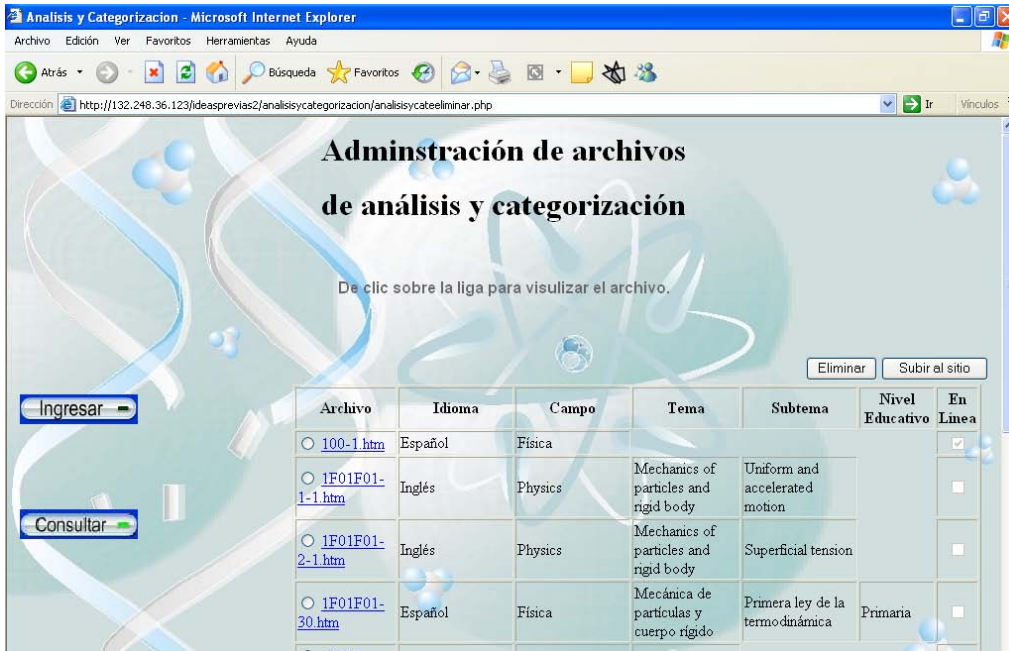 Analisis y Categorizacion - Microsoft Internet Explorer
Archivo Edición Ver Favoritos Herramientas Ayuda
Atrás Búsqueda Favoritos
Dirección http://132.248.36.123/ideasprevias2/analisisycategorizacion/analisisycateeliminar.php Ir Vínculos
Adminstración de archivos
de análisis y categorización
De clic sobre la liga para visulizar el archivo.
Eliminar Subir al sitio
Ingresar
Consultar
Archivo Idioma Campo Tema Subtema Nivel Educativo En Linea
100-1.htm Español Física
1F01F01-1-1.htm Inglés Physics Mechanics of particles and rigid body Uniform and accelerated motion
1F01F01-2-1.htm Inglés Physics Mechanics of particles and rigid body Superficial tension
1F01F01-30.htm Español Física Mecánica de partículas y cuerpo rígido Primera ley de la termodinámica Primaria